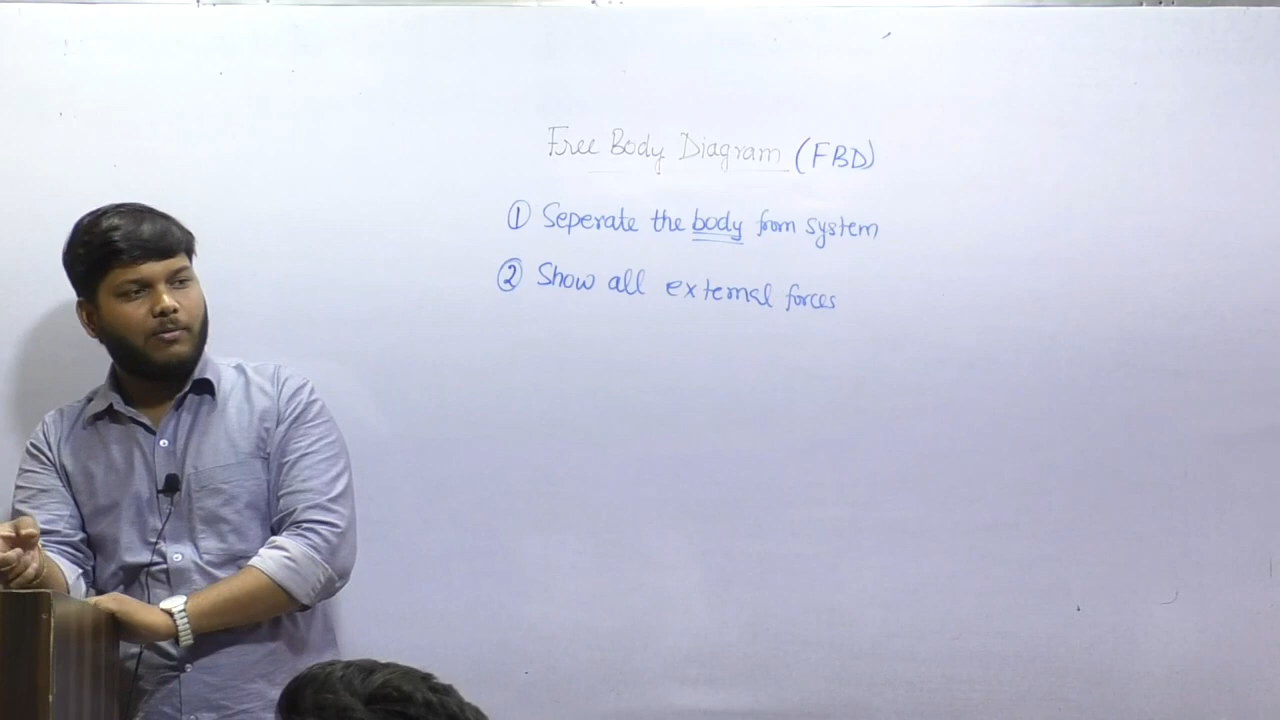 Free Body Diagram (FBD)
① Seperate the body from system
② Show all external forces